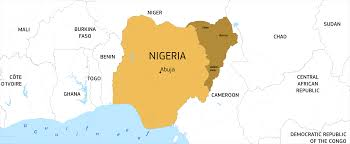 NIGER
MALI
BURKINA
FASO
CHAD
SUDAN
BENIN
NIGERIA
Abuja
CÔTE
D'IVOIRE
TOGO
GHANA
CAMEROON
CENTRAL
AFRICAN
REPUBLIC
DEMOCRATIC
REPUBLIC OF
THE CONGO